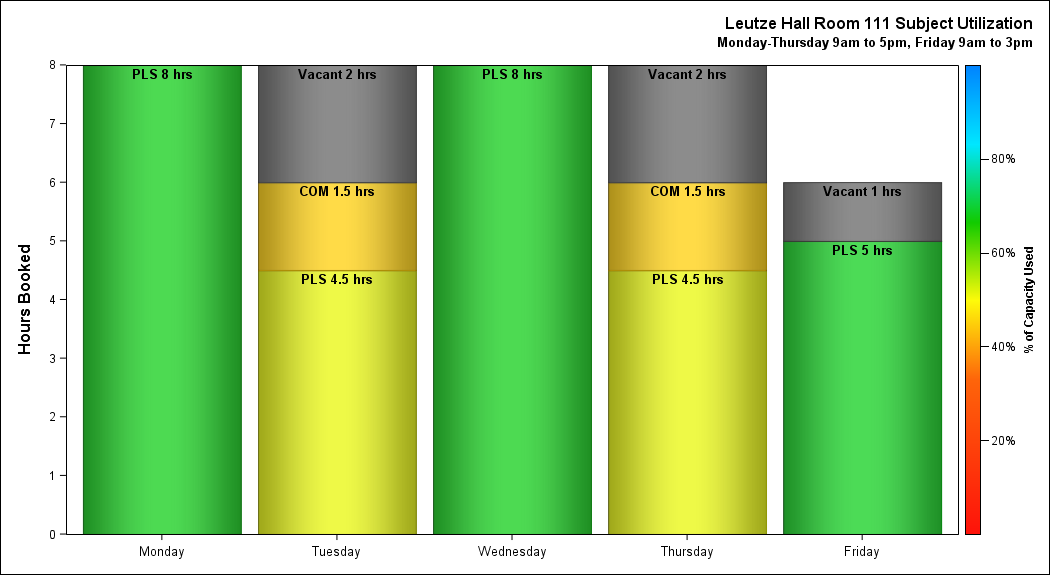 Leutze Hall Room 111 Subject Utilization
Monday-Thursday 9am to 5pm, Friday 9am to 3pm
8
7
6
5
4
3
2
1
0
Hours Booked
PLS 8 hrs
Vacant 2 hrs
COM 1.5 hrs
PLS 4.5 hrs
PLS 8 hrs
Vacant 2 hrs
COM 1.5 hrs
PLS 4.5 hrs
Vacant 1 hrs
PLS 5 hrs
Monday
Tuesday
Wednesday
Thursday
Friday
80%
60%
40%
20%
% of Capacity Used